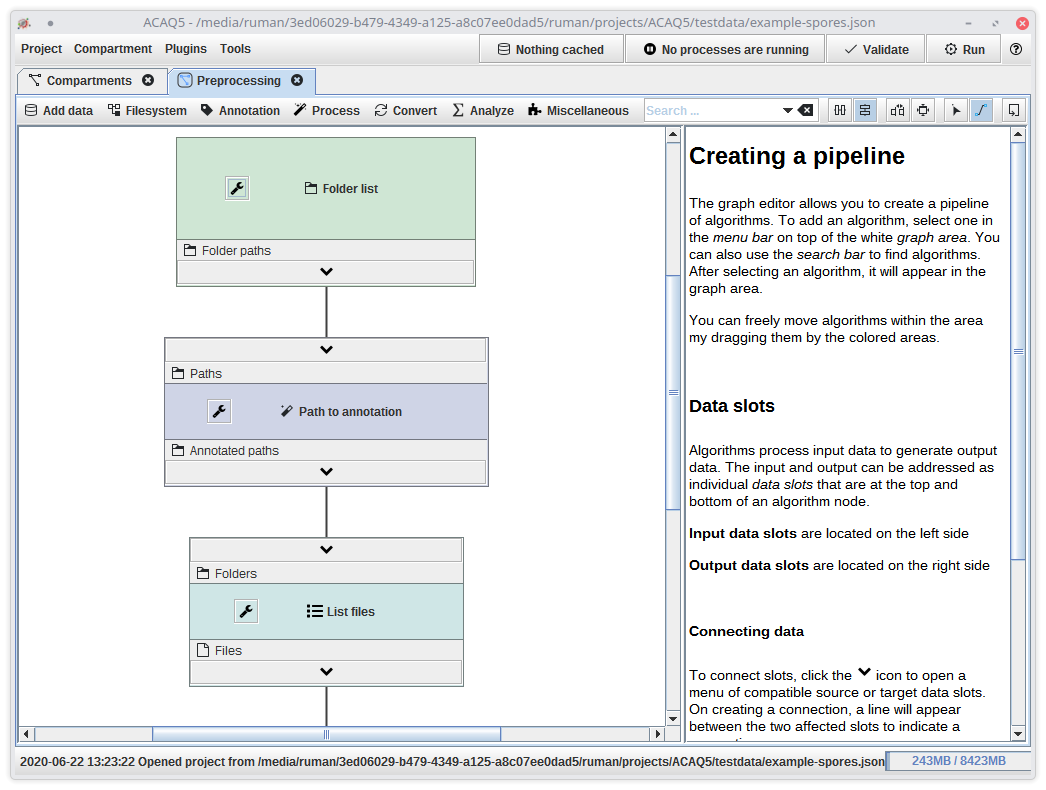 ACAQ5 - /media/ruman/3ed06029-b479-4349-a125-a8c07ee0dad5/ruman/projects/ACAQ5/testdata/example-spores.json
Project Compartment Plugins Tools Nothing cached No processes are running Validate Run
Compartments Preprocessing
Add data Filesystem Annotation Process Convert Analyze Miscellaneous Search ...
Folder list
Folder paths
Paths
Path to annotation
Annotated paths
Folders
List files
Files
Creating a pipeline
The graph editor allows you to create a pipeline
of algorithms. To add an algorithm, select one in
the menu bar on top of the white graph area. You
can also use the search bar to find algorithms.
After selecting an algorithm, it will appear in the
graph area.
You can freely move algorithms within the area
my dragging them by the colored areas.
Data slots
Algorithms process input data to generate output
data. The input and output can be addressed as
individual data slots that are at the top and
bottom of an algorithm node.
Input data slots are located on the left side
Output data slots are located on the right side
Connecting data
To connect slots, click the icon to open a
menu of compatible source or target data slots.
On creating a connection, a line will appear
between the two affected slots to indicate a
2020-06-22 13:23:22 Opened project from /media/ruman/3ed06029-b479-4349-a125-a8c07ee0dad5/ruman/projects/ACAQ5/testdata/example-spores.json 243MB / 8423MB